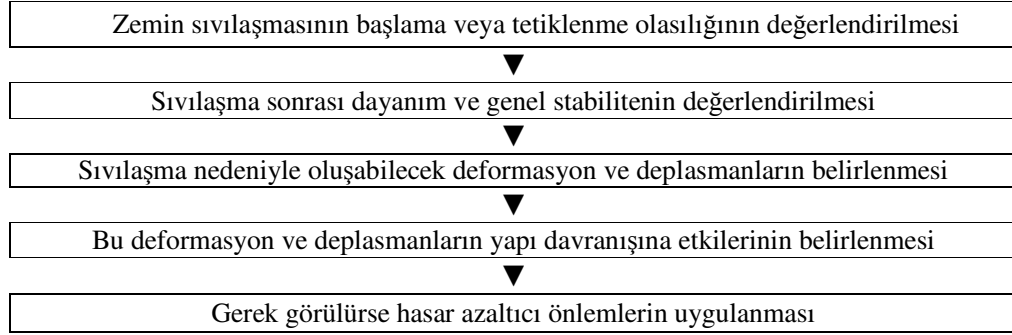 Zemin sıvılaşmasının başlama veya tetiklenme olasılığının değerlendirilmesi
Sıvılaşma sonrası dayanım ve genel stabilitenin değerlendirilmesi
Sıvılaşma nedeniyle oluşabilecek deformasyon ve deplasmanların belirlenmesi
Bu deformasyon ve deplasmanların yapı davranışına etkilerinin belirlenmesi
Gerek görülürse hasar azaltıcı önlemlerin uygulanması